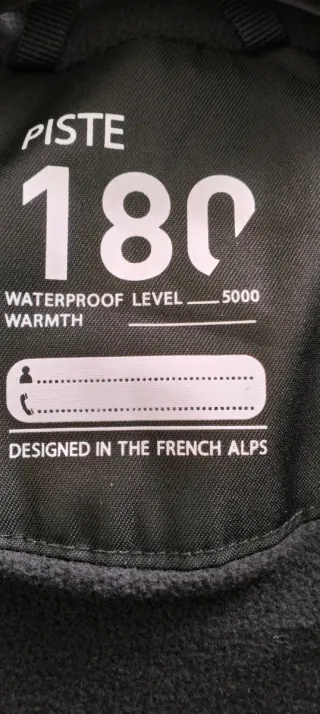 PISTE
180
WATERPROOF LEVEL 5000
WARMTH
DESIGNED IN THE FRENCH ALPS